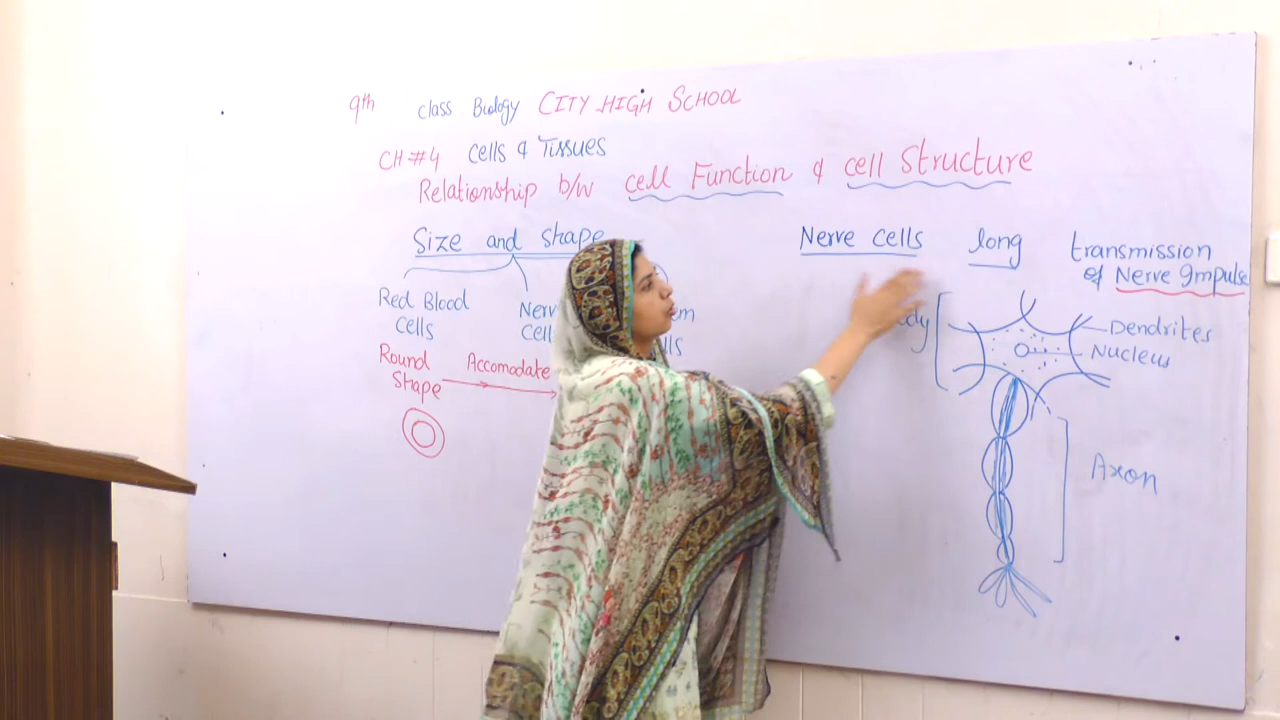 9th class Biology CITY HIGH SCHOOL
CH #4 Cells & Tissues
Relationship b/w cell Function & cell Structure
Size and shape
Red Blood
Cells
Round
Shape
Accomodate
Nerve cells long transmission
of Nerve Impulse
Dendrites
Nucleus
Axon